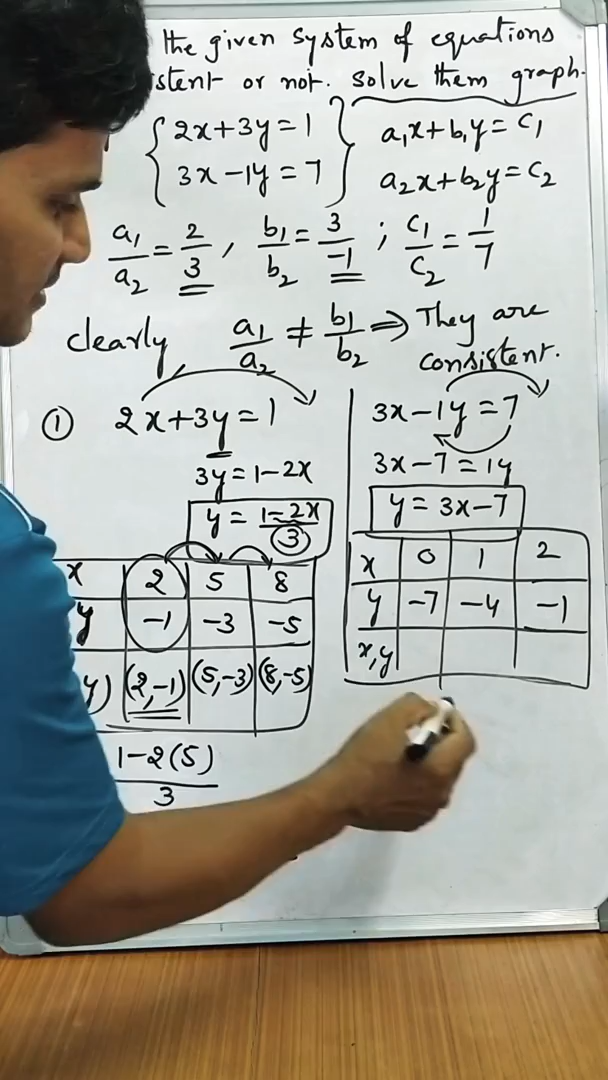 the given system of equations
stent or not. Solve them graph.
2x+3y=1
3x-1y=7
a₁x+b₁y=c₁
a₂x+b₂y=c₂
a₁/a₂ = 2/3 , b₁/b₂ = 3/-1 ; c₁/c₂ = 1/7
clearly, a₁/a₂ ≠ b₁/b₂ ⇒ They are
consistent.
① 2x+3y=1
3y=1-2x
y = 1-2x/3
x 2 5 8
y -1 -3 -5
y) (2,-1) (5,-3) (8,-5)
1-2(5)/3
3x-1y=7
3x-7=1y
y = 3x-7
x 0 1 2
y -7 -4 -1
x,y